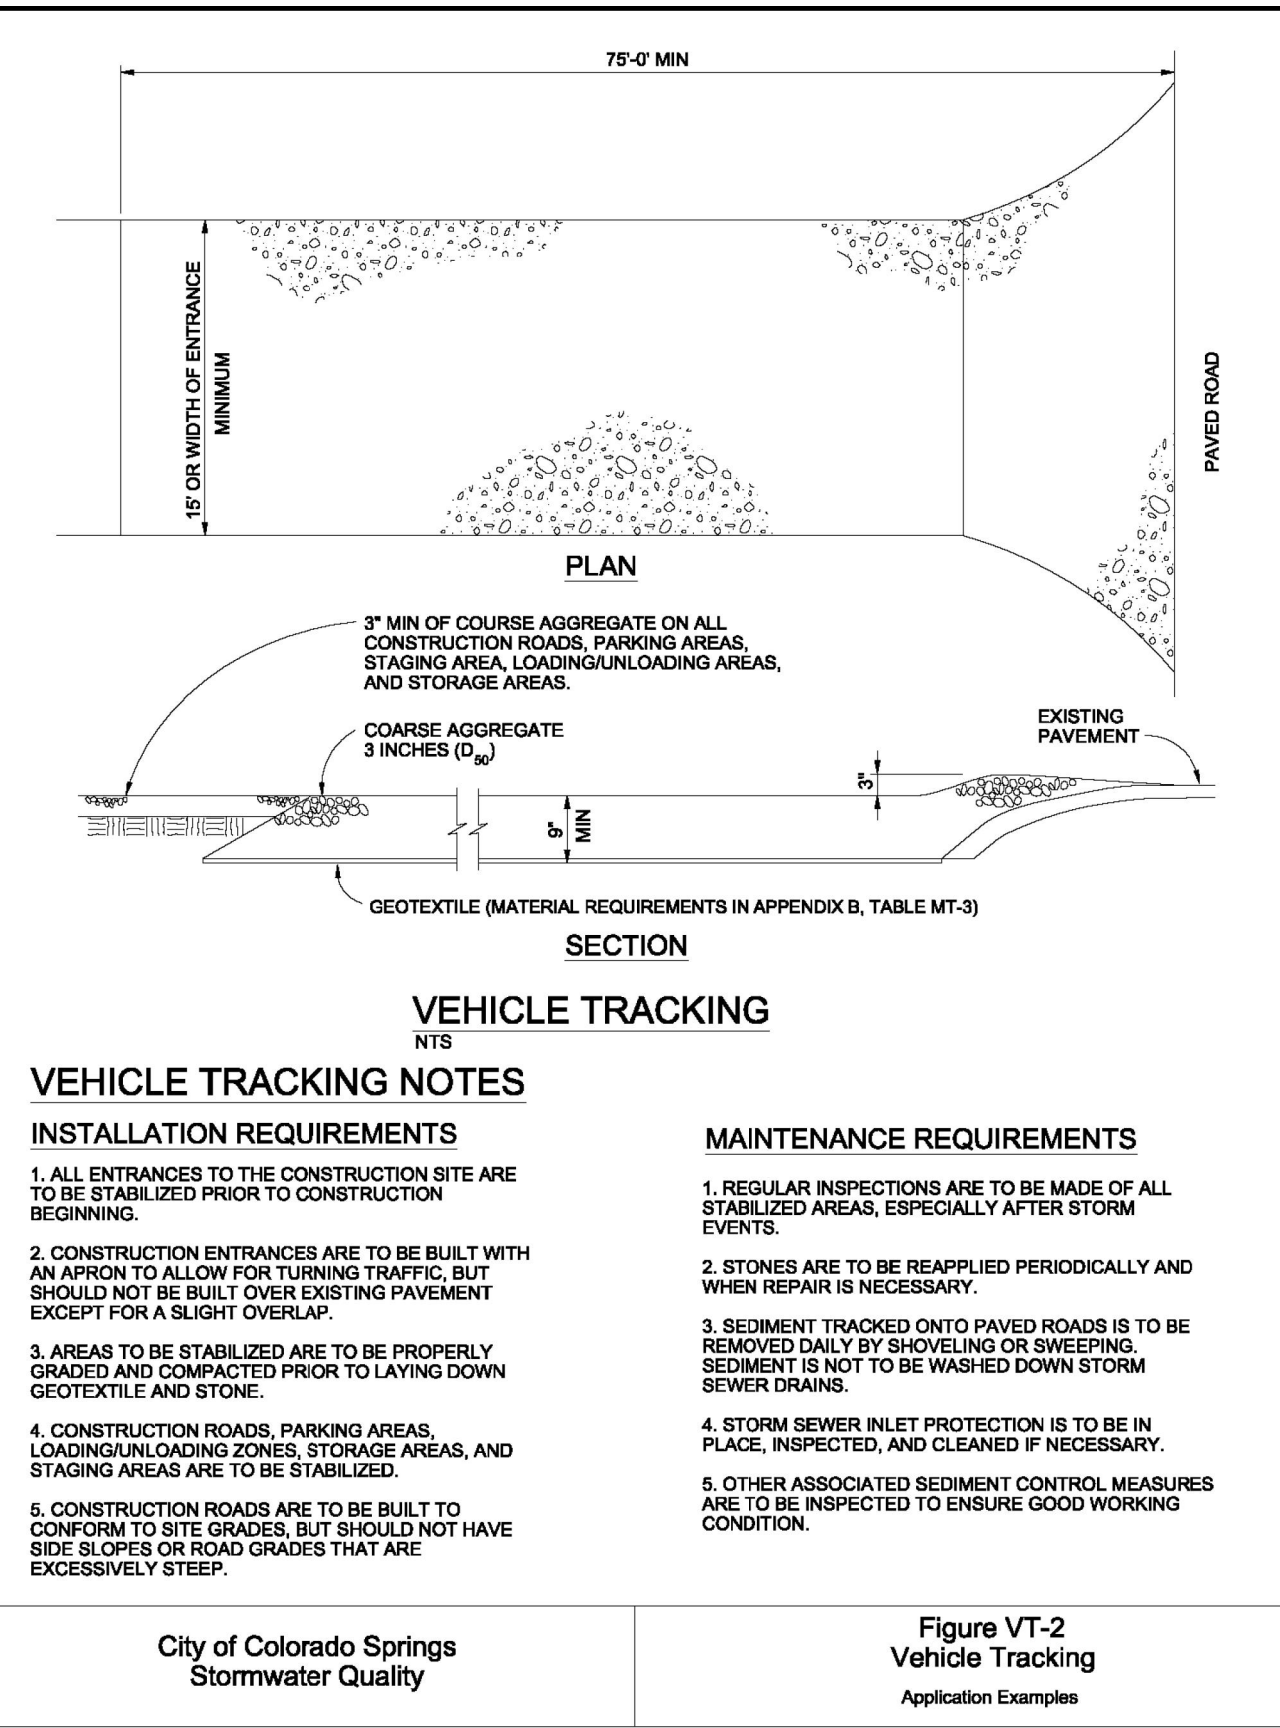 75'-0' MIN
15' OR WIDTH OF ENTRANCE
MINIMUM
PAVED ROAD
PLAN
3" MIN OF COURSE AGGREGATE ON ALL
CONSTRUCTION ROADS, PARKING AREAS,
STAGING AREA, LOADING/UNLOADING AREAS,
AND STORAGE AREAS.
COARSE AGGREGATE
3 INCHES (D50)
EXISTING
PAVEMENT
3"
9"
MIN
GEOTEXTILE (MATERIAL REQUIREMENTS IN APPENDIX B, TABLE MT-3)
SECTION
VEHICLE TRACKING
NTS
VEHICLE TRACKING NOTES
INSTALLATION REQUIREMENTS
1. ALL ENTRANCES TO THE CONSTRUCTION SITE ARE
TO BE STABILIZED PRIOR TO CONSTRUCTION
BEGINNING.
2. CONSTRUCTION ENTRANCES ARE TO BE BUILT WITH
AN APRON TO ALLOW FOR TURNING TRAFFIC, BUT
SHOULD NOT BE BUILT OVER EXISTING PAVEMENT
EXCEPT FOR A SLIGHT OVERLAP.
3. AREAS TO BE STABILIZED ARE TO BE PROPERLY
GRADED AND COMPACTED PRIOR TO LAYING DOWN
GEOTEXTILE AND STONE.
4. CONSTRUCTION ROADS, PARKING AREAS,
LOADING/UNLOADING ZONES, STORAGE AREAS, AND
STAGING AREAS ARE TO BE STABILIZED.
5. CONSTRUCTION ROADS ARE TO BE BUILT TO
CONFORM TO SITE GRADES, BUT SHOULD NOT HAVE
SIDE SLOPES OR ROAD GRADES THAT ARE
EXCESSIVELY STEEP.
MAINTENANCE REQUIREMENTS
1. REGULAR INSPECTIONS ARE TO BE MADE OF ALL
STABILIZED AREAS, ESPECIALLY AFTER STORM
EVENTS.
2. STONES ARE TO BE REAPPLIED PERIODICALLY AND
WHEN REPAIR IS NECESSARY.
3. SEDIMENT TRACKED ONTO PAVED ROADS IS TO BE
REMOVED DAILY BY SHOVELING OR SWEEPING.
SEDIMENT IS NOT TO BE WASHED DOWN STORM
SEWER DRAINS.
4. STORM SEWER INLET PROTECTION IS TO BE IN
PLACE, INSPECTED, AND CLEANED IF NECESSARY.
5. OTHER ASSOCIATED SEDIMENT CONTROL MEASURES
ARE TO BE INSPECTED TO ENSURE GOOD WORKING
CONDITION.
City of Colorado Springs
Stormwater Quality
Figure VT-2
Vehicle Tracking
Application Examples